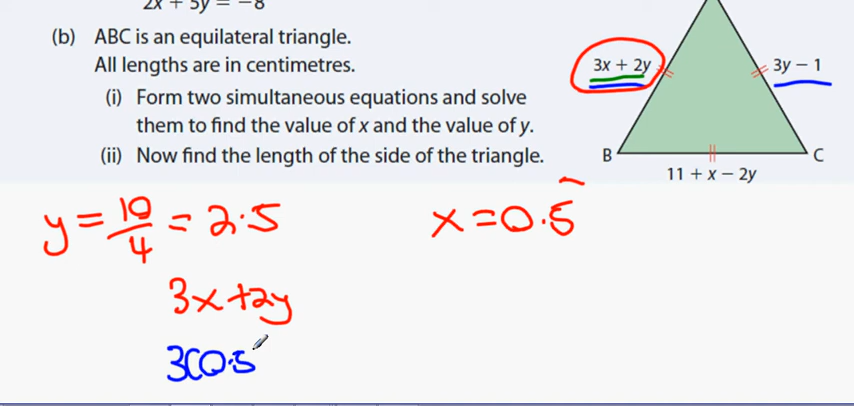 2x + 5y = −8
(b) ABC is an equilateral triangle.
All lengths are in centimetres.
(i) Form two simultaneous equations and solve
them to find the value of x and the value of y.
(ii) Now find the length of the side of the triangle.
3x + 2y
3y − 1
B
C
11 + x − 2y
y = 10/4 = 2.5
x = 0.5
3x + 2y
3(0.5